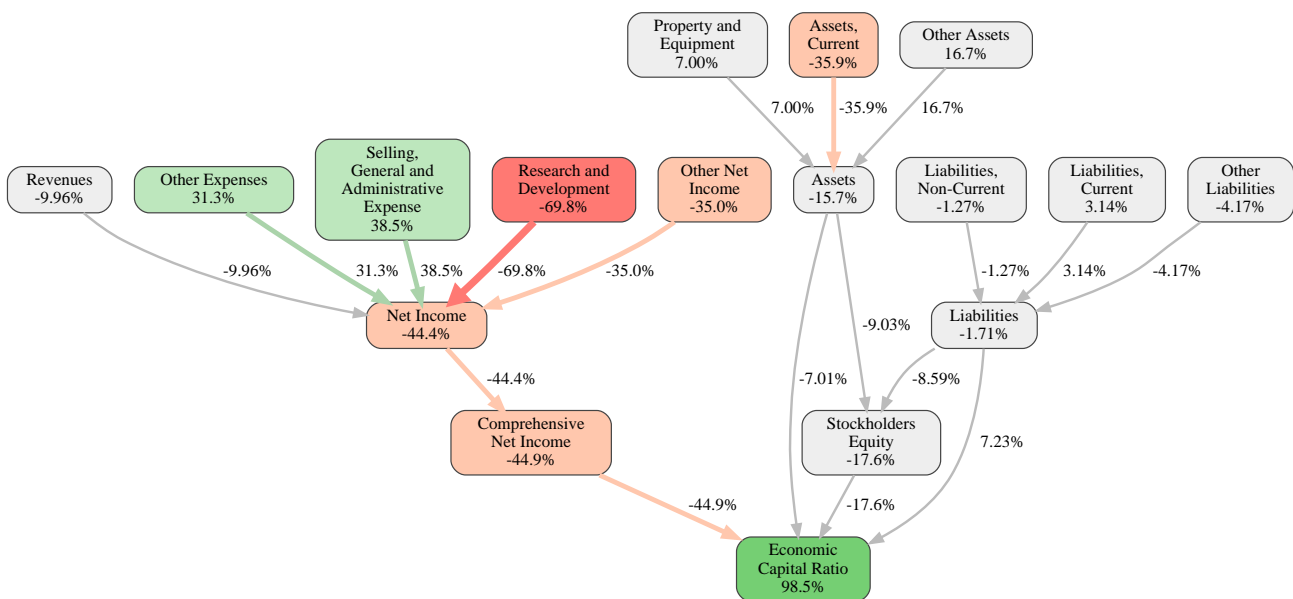 Property and
Equipment
7.00%
Assets,
Current
-35.9%
Other Assets
16.7%
7.00%
-35.9%
16.7%
Revenues
-9.96%
Other Expenses
31.3%
Selling,
General and
Administrative
Expense
38.5%
Research and
Development
-69.8%
Other Net
Income
-35.0%
Assets
-15.7%
Liabilities,
Non-Current
-1.27%
Liabilities,
Current
3.14%
Other
Liabilities
-4.17%
-9.96%
31.3%
38.5%
-69.8%
-35.0%
-1.27%
3.14%
-4.17%
Net Income
-44.4%
Liabilities
-1.71%
-9.03%
-44.4%
-7.01%
-8.59%
Comprehensive
Net Income
-44.9%
Stockholders
Equity
-17.6%
7.23%
-44.9%
-17.6%
Economic
Capital Ratio
98.5%